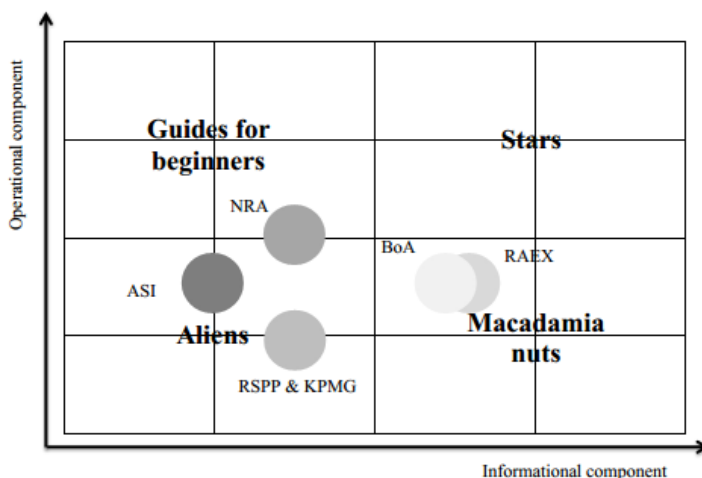 Operational component
Guides for
beginners
Stars
NRA
BoA
RAEX
ASI
Aliens
Macadamia
nuts
RSPP & KPMG
Informational component